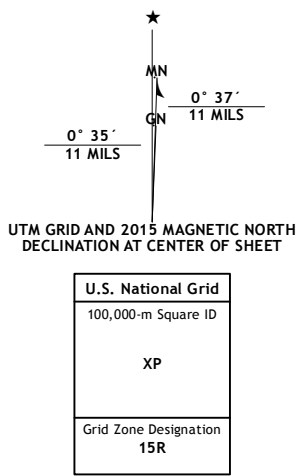 MN
0° 37´
GN
11 MILS
0° 35´
11 MILS
UTM GRID AND 2015 MAGNETIC NORTH
DECLINATION AT CENTER OF SHEET
U.S. National Grid
100,000-m Square ID
XP
Grid Zone Designation
15R